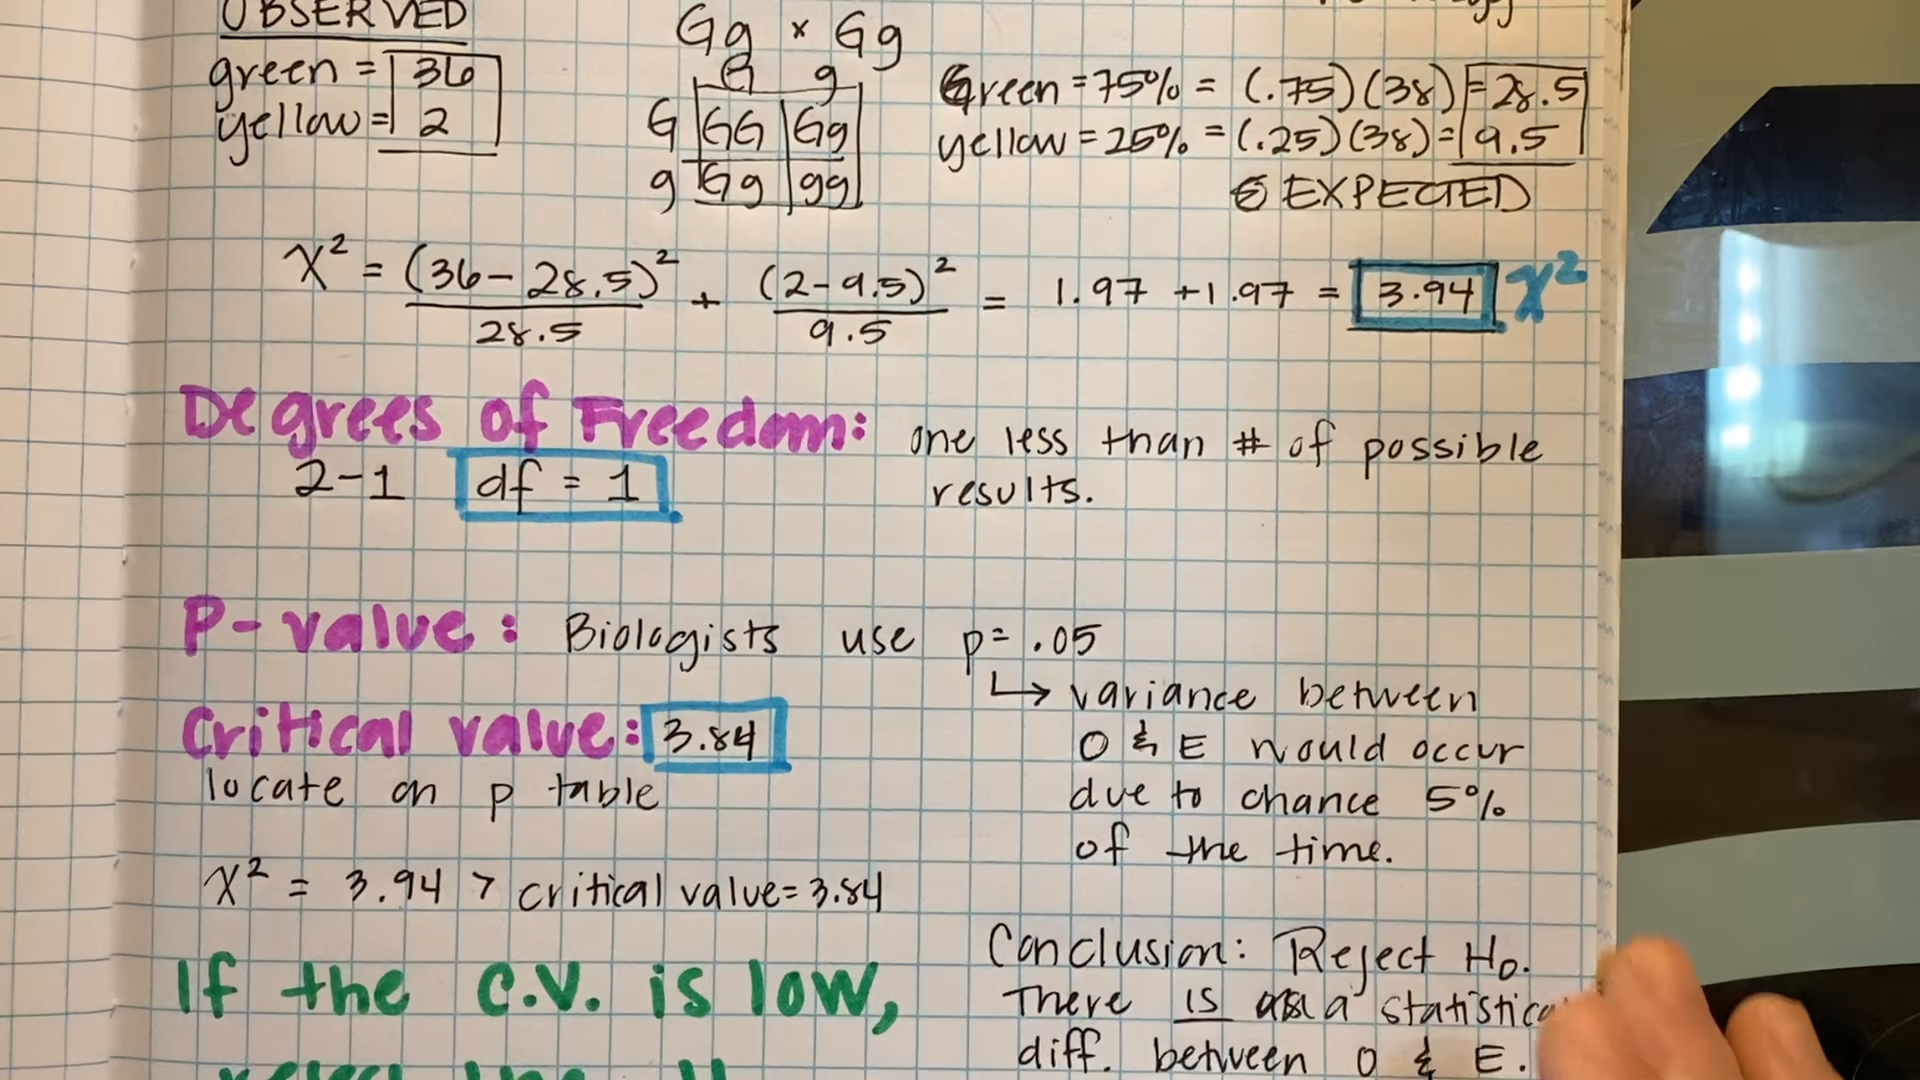 OBSERVED
green = 36
yellow = 2
Gg × Gg
G g
G GG Gg
g Gg gg
Green = 75% = (.75)(38) = 28.5
yellow = 25% = (.25)(38) = 9.5
EXPECTED
χ² = (36 - 28.5)² / 28.5 + (2 - 9.5)² / 9.5 = 1.97 + 1.97 = 3.94 χ²
Degrees of Freedom: one less than # of possible
results.
2-1 df = 1
P-value: Biologists use p= .05
↳ variance between
O & E would occur
due to chance 5%
of the time.
Critical value: 3.84
locate on p table
χ² = 3.94 > critical value= 3.84
If the C.V. is low,
Conclusion: Reject H₀.
There IS a statistic
diff. between O & E.